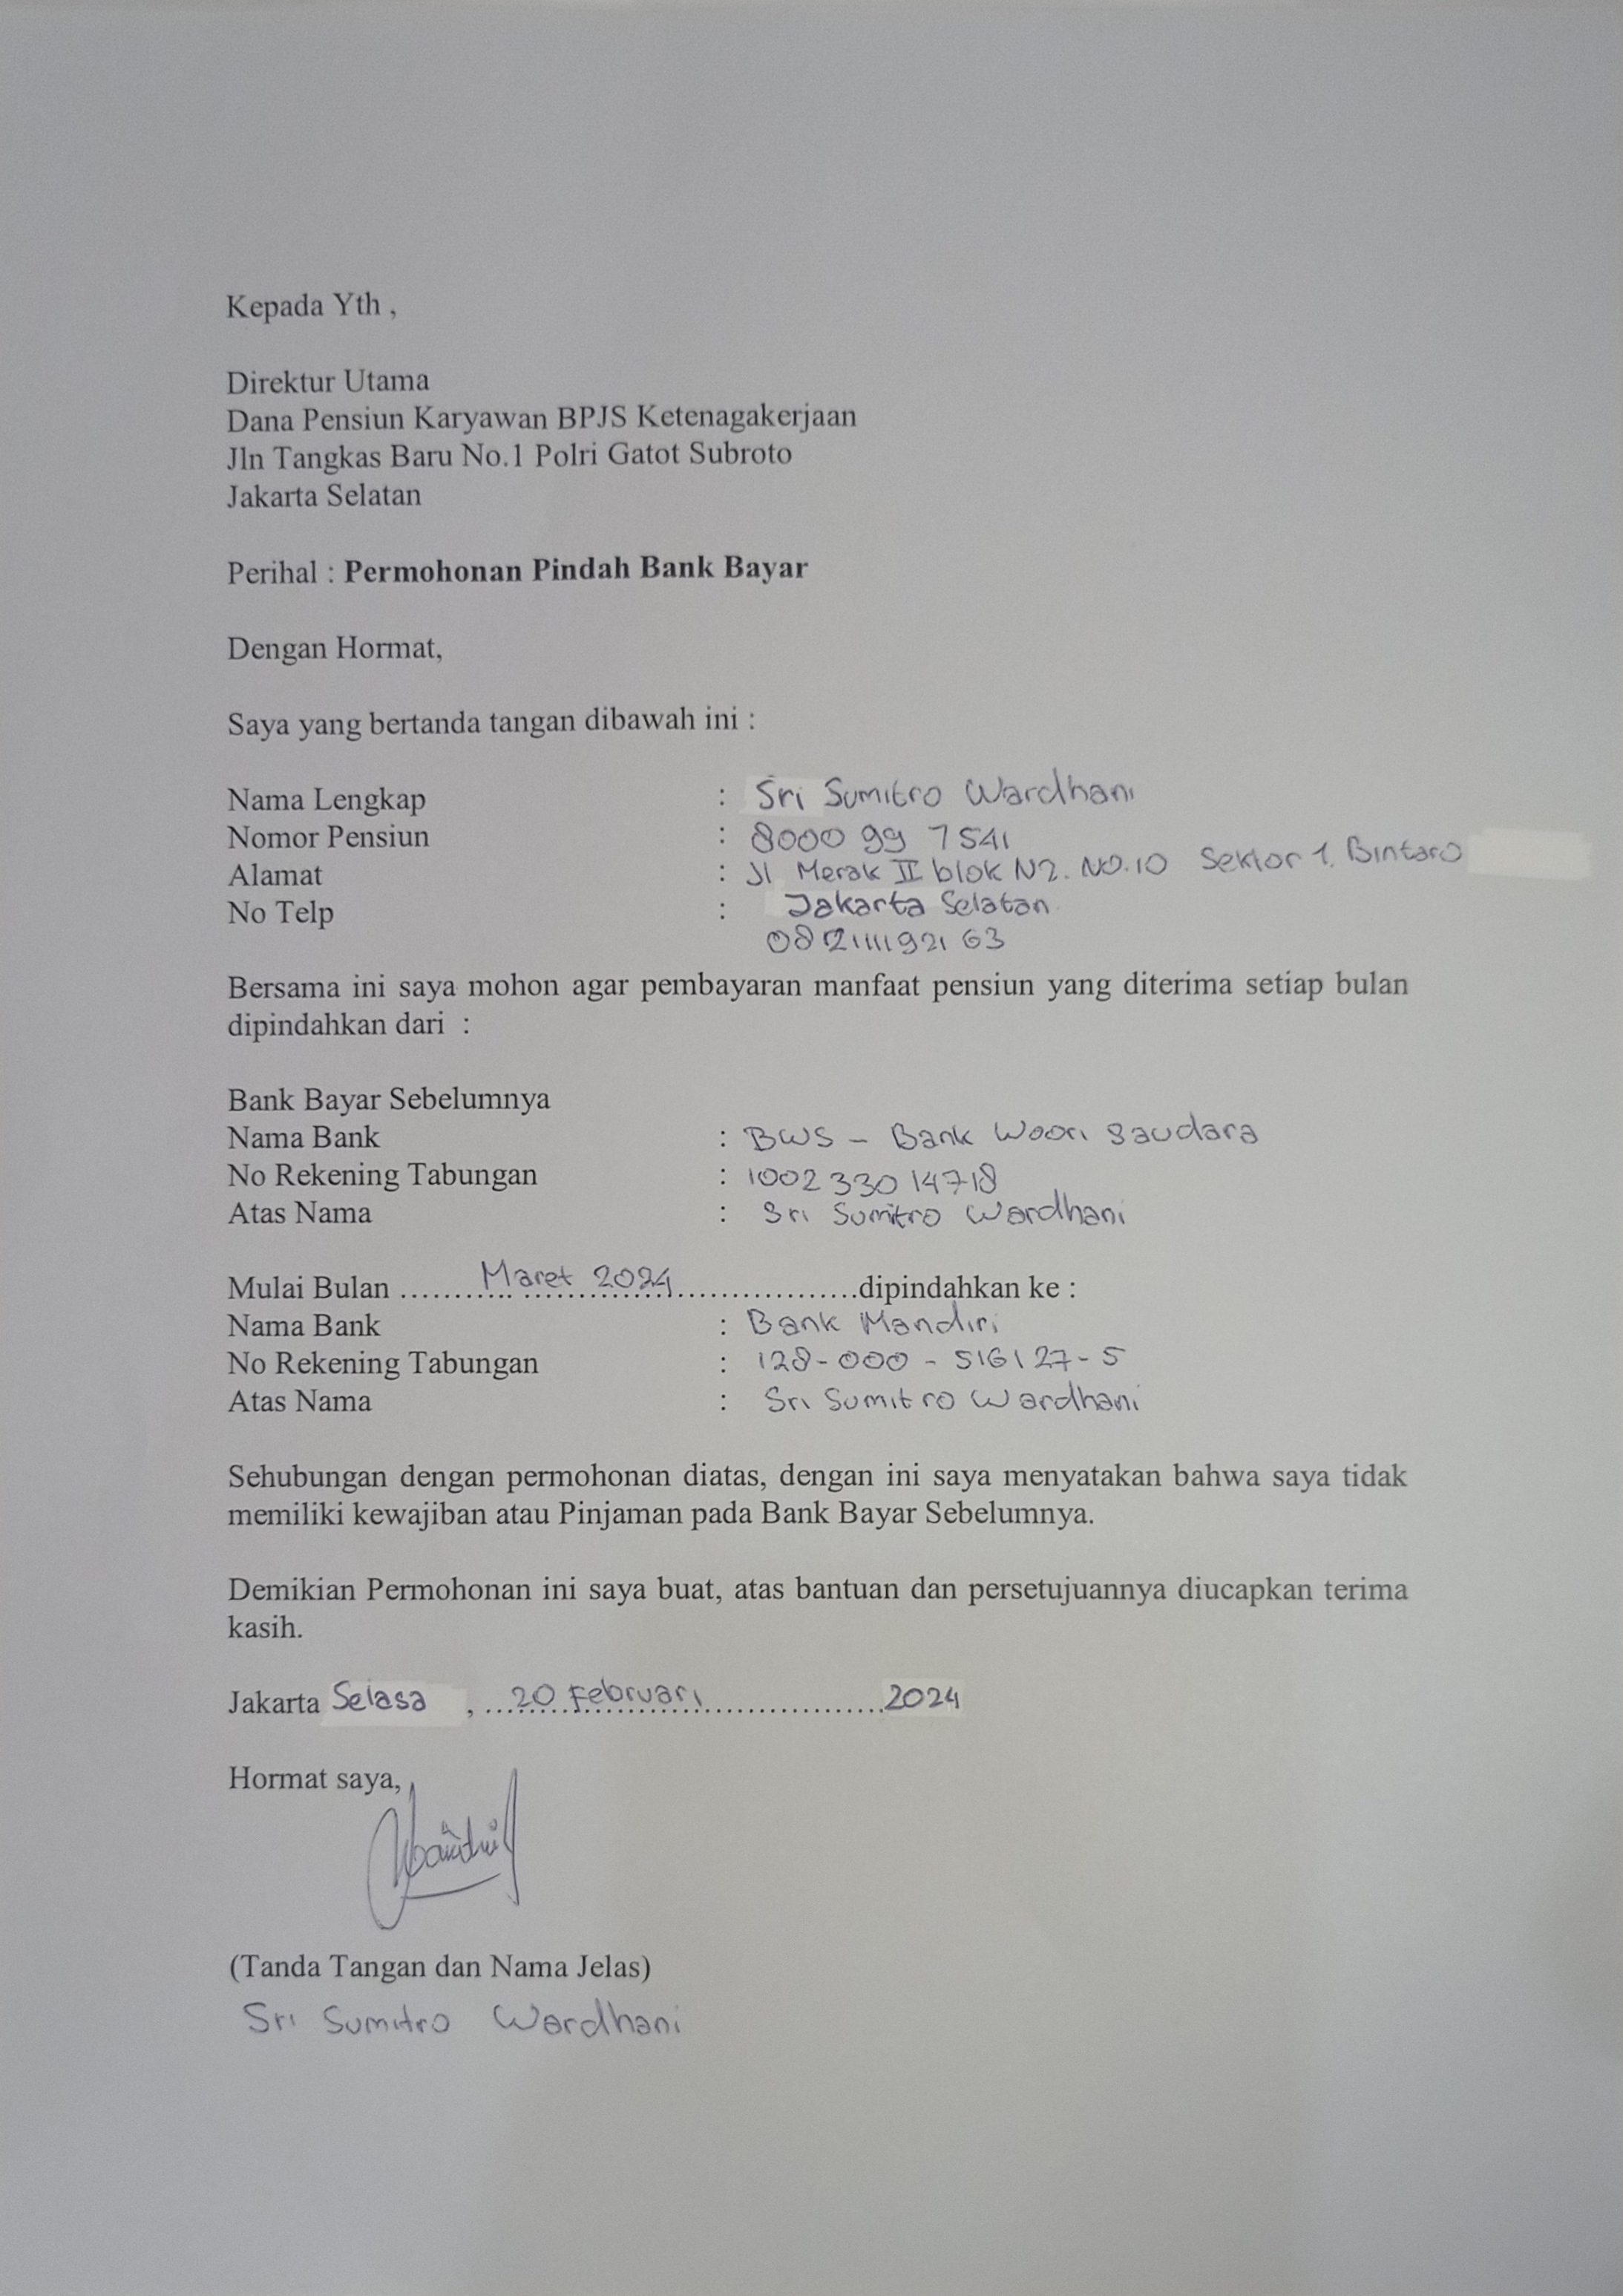 Kepada Yth ,
Direktur Utama
Dana Pensiun Karyawan BPJS Ketenagakerjaan
Jln Tangkas Baru No.1 Polri Gatot Subroto
Jakarta Selatan
Perihal : Permohonan Pindah Bank Bayar
Dengan Hormat,
Saya yang bertanda tangan dibawah ini :
Nama Lengkap : Sri Sumitro Wardhani
Nomor Pensiun : 8000 99 7541
Alamat : Jl Merak II blok N2. NO.10 Sektor 1. Bintaro
No Telp : Jakarta Selatan.
082111192163
Bersama ini saya mohon agar pembayaran manfaat pensiun yang diterima setiap bulan
dipindahkan dari :
Bank Bayar Sebelumnya
Nama Bank : BWS - Bank Woori Saudara
No Rekening Tabungan : 1002 330 14718
Atas Nama : Sri Sumitro Wardhani
Mulai Bulan ........... Maret 2024 .................dipindahkan ke :
Nama Bank : Bank Mandiri
No Rekening Tabungan : 128-000-516127-5
Atas Nama : Sri Sumitro Wardhani
Sehubungan dengan permohonan diatas, dengan ini saya menyatakan bahwa saya tidak
memiliki kewajiban atau Pinjaman pada Bank Bayar Sebelumnya.
Demikian Permohonan ini saya buat, atas bantuan dan persetujuannya diucapkan terima
kasih.
Jakarta Selasa , ...20 Februari....................2024
Hormat saya,
(Tanda Tangan dan Nama Jelas)
Sri Sumitro Wardhani